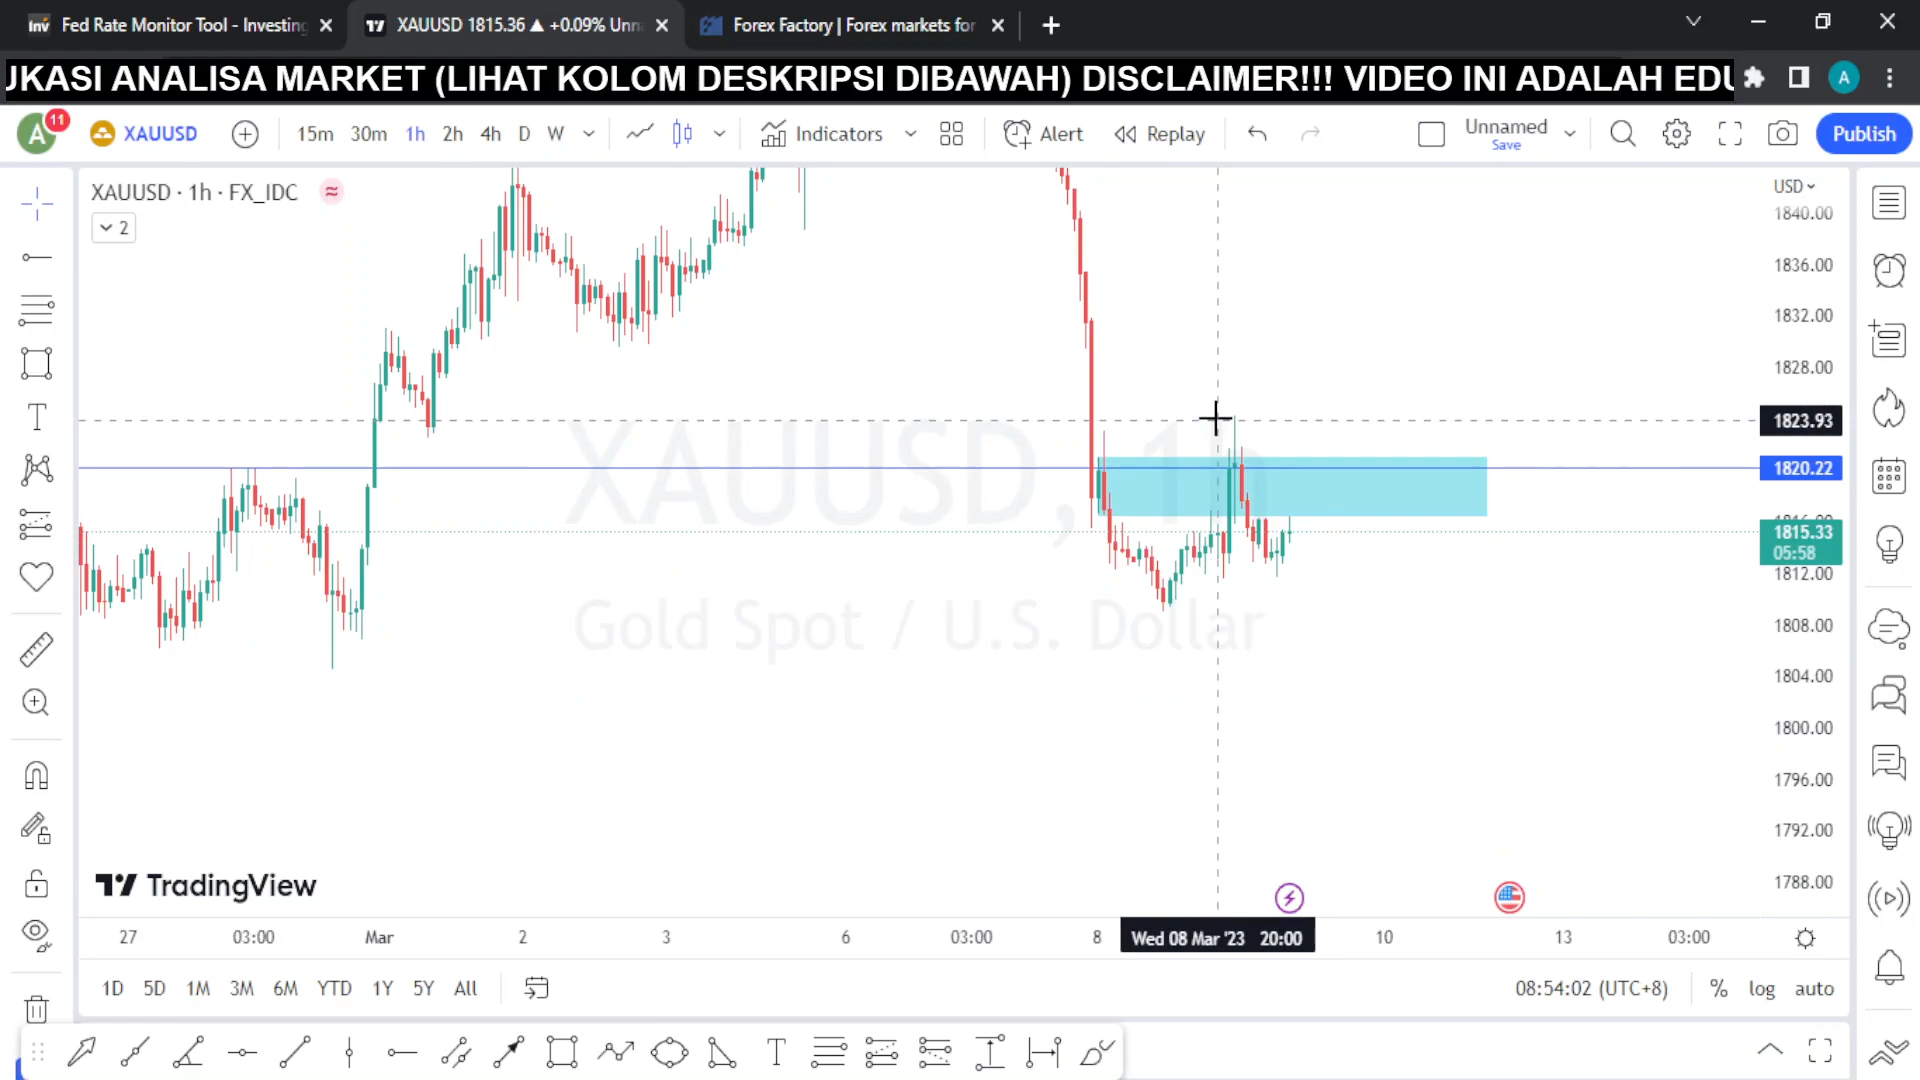 Fed Rate Monitor Tool - Investing
XAUUSD 1815.36 ▲ +0.09% Unn
Forex Factory | Forex markets for
UKASI ANALISA MARKET (LIHAT KOLOM DESKRIPSI DIBAWAH) DISCLAIMER!!! VIDEO INI ADALAH EDU
A
A 11
XAUUSD
15m 30m 1h 2h 4h D W
Indicators
Alert
Replay
Unnamed
Save
Publish
XAUUSD · 1h · FX_IDC
2
USD
1840.00
1836.00
1832.00
1828.00
1823.93
1820.22
1815.33
05:58
1812.00
1808.00
1804.00
1800.00
1796.00
1792.00
1788.00
XAUUSD, 1h
Gold Spot / U.S. Dollar
TradingView
27 03:00 Mar 2 3 6 03:00 8 Wed 08 Mar '23 20:00 10 13 03:00
1D 5D 1M 3M 6M YTD 1Y 5Y All
08:54:02 (UTC+8) % log auto